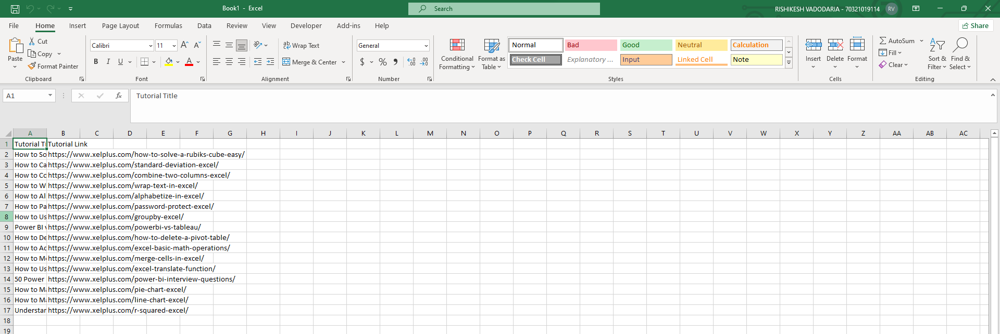 Book1 - Excel
Search
RISHIKESH VADODARIA - 70321019114
RV
File Home Insert Page Layout Formulas Data Review View Developer Add-ins Help
Share
Paste
Cut
Copy
Format Painter
Clipboard
Calibri 11 A A
B I U A
Font
Wrap Text
Merge & Center
Alignment
General
$ % ,
Number
Conditional Formatting
Format as Table
Normal Bad Good Neutral Calculation
Check Cell Explanatory ... Input Linked Cell Note
Styles
Insert Delete Format
Cells
AutoSum
Fill
Clear
Sort & Filter
Find & Select
Editing
A1 fx Tutorial Title
A B C D E F G H I J K L M N O P Q R S T U V W X Y Z AA AB AC
1 Tutorial Ti Tutorial Link
2 How to So https://www.xelplus.com/how-to-solve-a-rubiks-cube-easy/
3 How to Ca https://www.xelplus.com/standard-deviation-excel/
4 How to Co https://www.xelplus.com/combine-two-columns-excel/
5 How to W https://www.xelplus.com/wrap-text-in-excel/
6 How to Al https://www.xelplus.com/alphabetize-in-excel/
7 How to Pa https://www.xelplus.com/password-protect-excel/
8 How to Us https://www.xelplus.com/groupby-excel/
9 Power BI v https://www.xelplus.com/powerbi-vs-tableau/
10 How to De https://www.xelplus.com/how-to-delete-a-pivot-table/
11 How to Ad https://www.xelplus.com/excel-basic-math-operations/
12 How to Me https://www.xelplus.com/merge-cells-in-excel/
13 How to Us https://www.xelplus.com/excel-translate-function/
14 50 Power https://www.xelplus.com/power-bi-interview-questions/
15 How to Ma https://www.xelplus.com/pie-chart-excel/
16 How to Ma https://www.xelplus.com/line-chart-excel/
17 Understan https://www.xelplus.com/r-squared-excel/
18
19